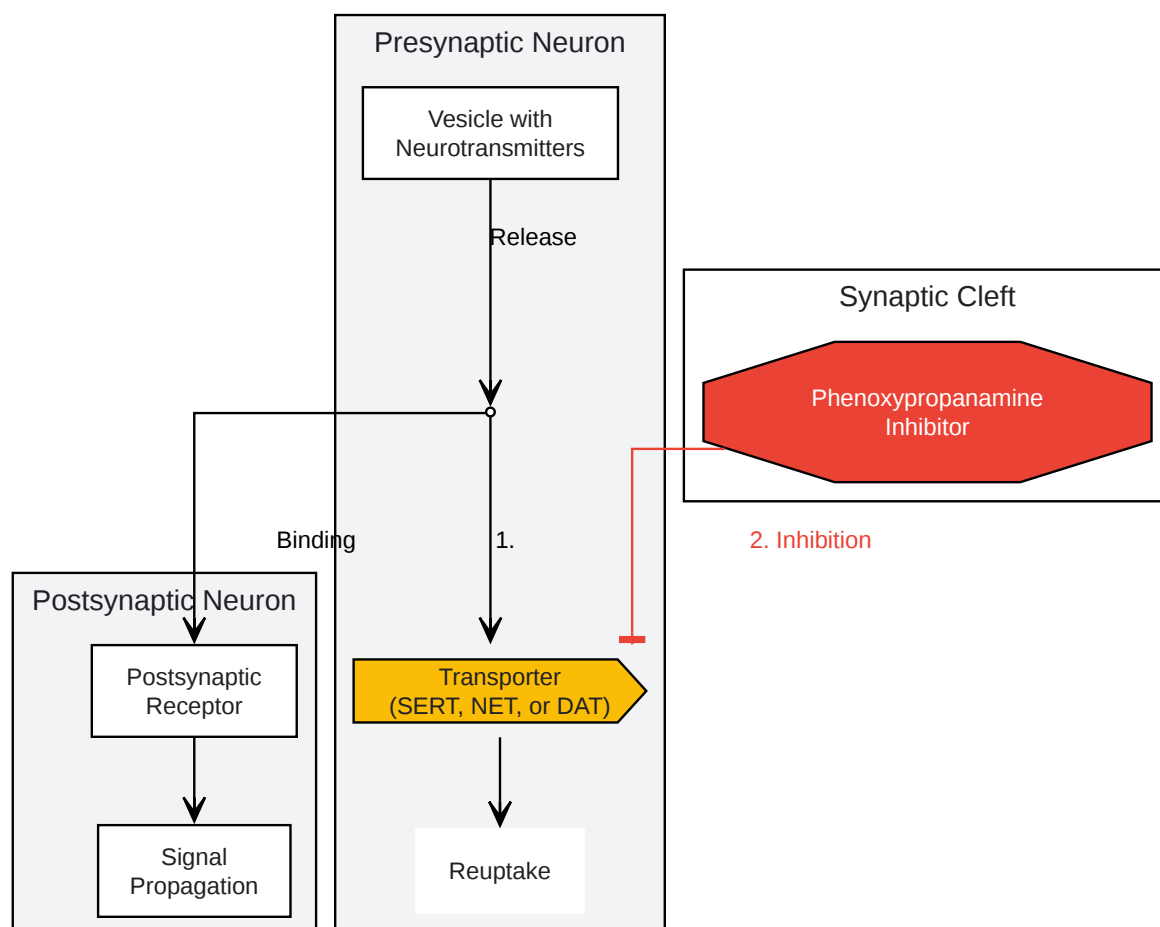 Presynaptic Neuron
Vesicle with
Neurotransmitters
Release
Synaptic Cleft
Phenoxypropanamine
Inhibitor
Binding
1.
2. Inhibition
Postsynaptic Neuron
Postsynaptic
Receptor
Transporter
(SERT, NET, or DAT)
Signal
Propagation
Reuptake